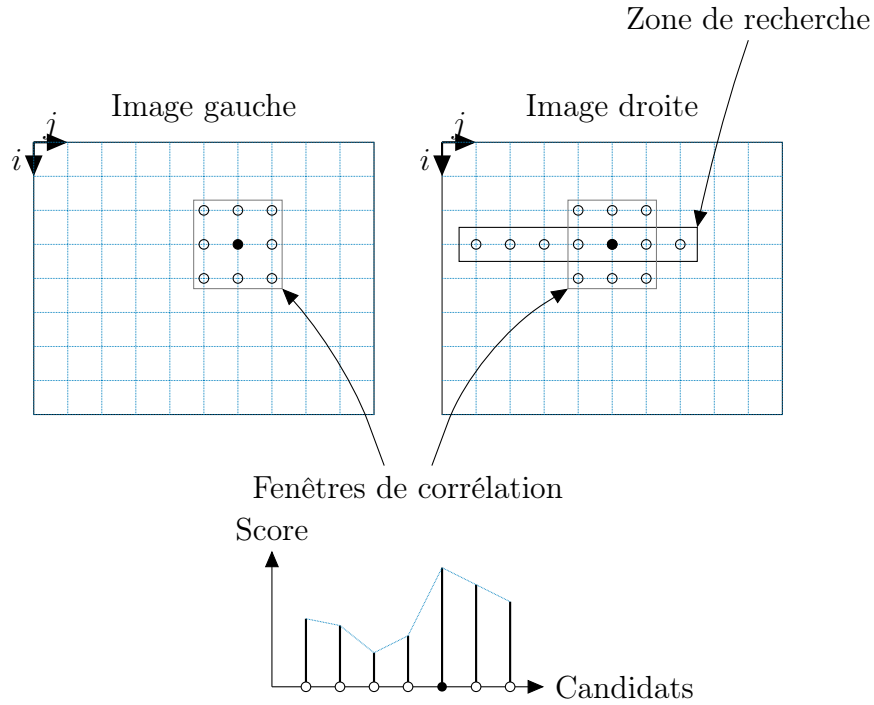 Zone de recherche
Image gauche
Image droite
j
i
j
i
Fenêtres de corrélation
Score
Candidats